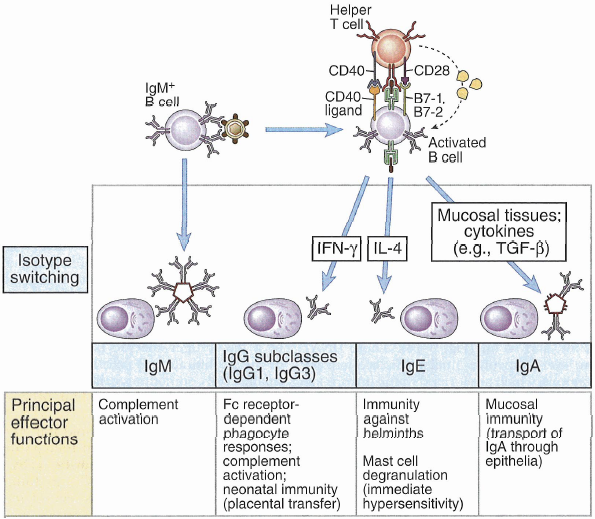 Helper
T cell
CD40
CD28
IgM+
B cell
CD40
ligand
B7-1,
B7-2
Activated
B cell
Mucosal tissues;
cytokines
(e.g., TGF-β)
IFN-γ
IL-4
Isotype
switching
IgM
IgG subclasses
(IgG1, IgG3)
IgE
IgA
Principal
effector
functions
Complement
activation
Fc receptor-
dependent
phagocyte
responses;
complement
activation;
neonatal immunity
(placental transfer)
Immunity
against
helminths
Mast cell
degranulation
(immediate
hypersensitivity)
Mucosal
immunity
(transport of
IgA through
epithelia)